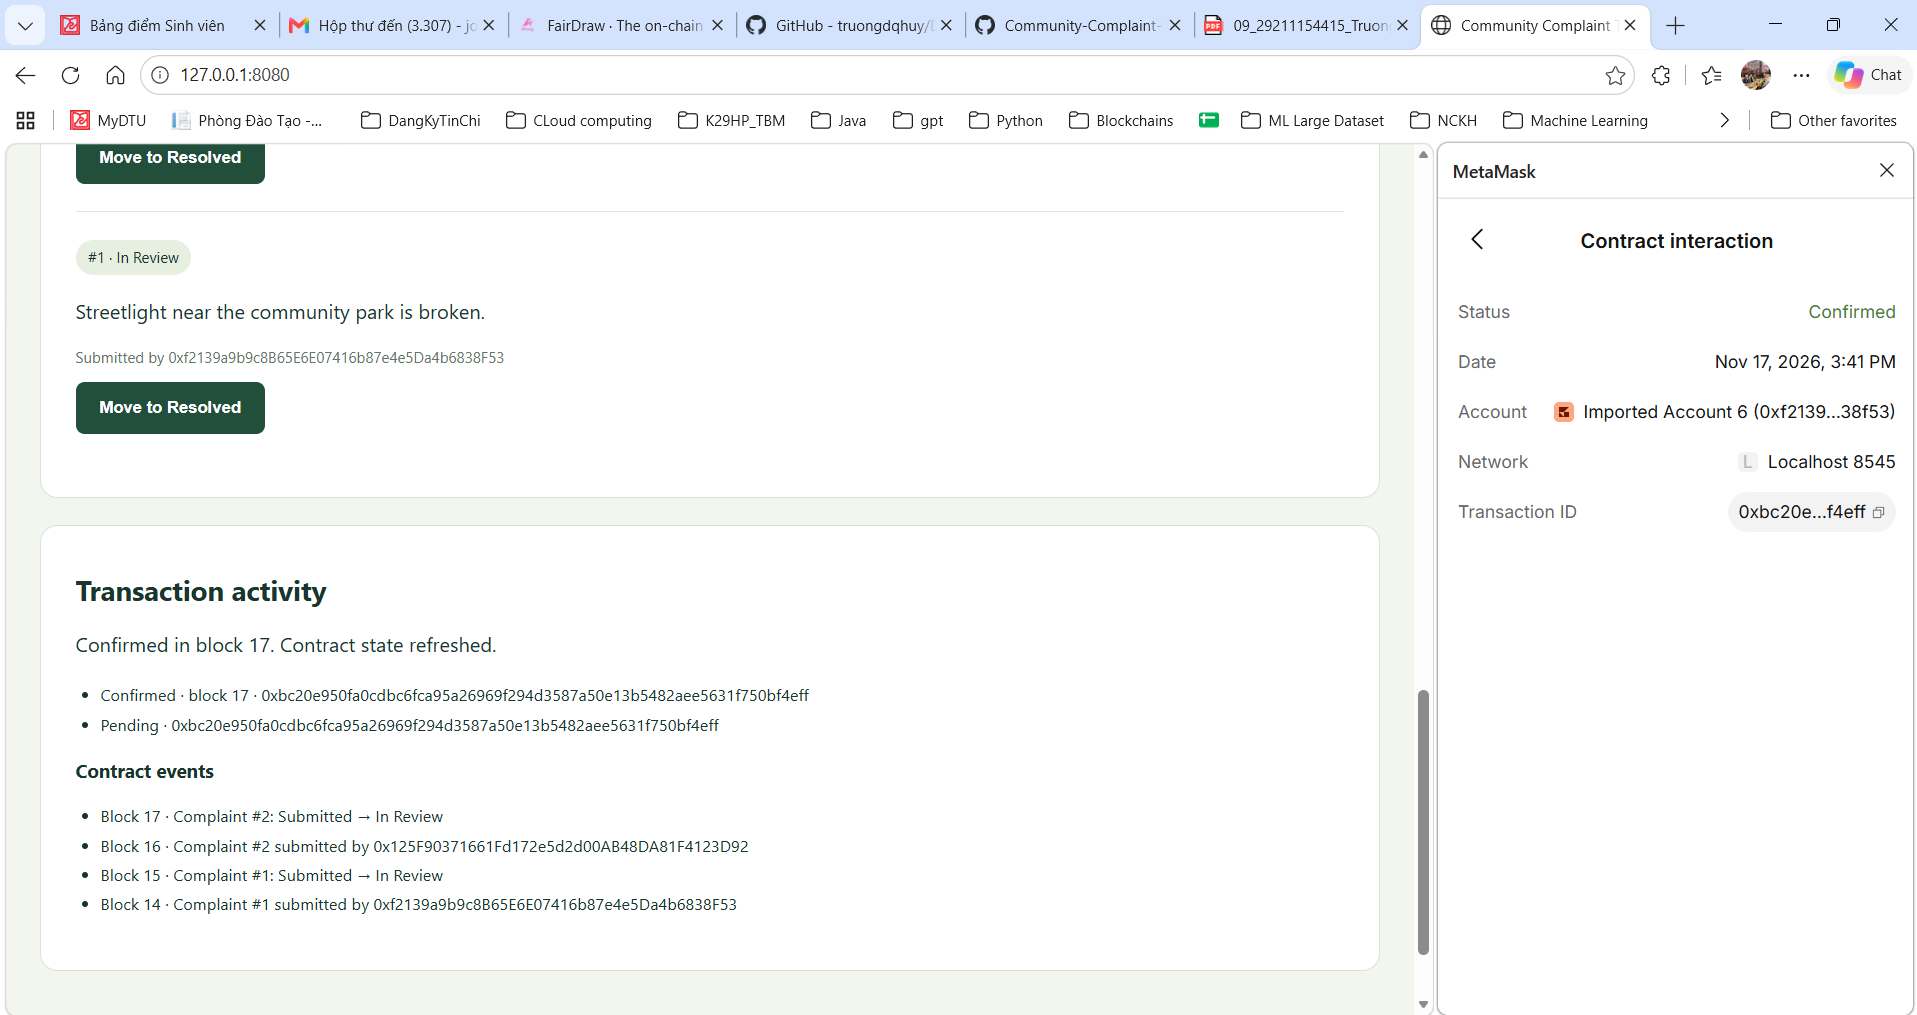 Bảng điểm Sinh viên
Hộp thư đến (3.307) - jo
FairDraw · The on-chain
GitHub - truongdqhuy/
Community-Complaint-
09_29211154415_Truon
Community Complaint
127.0.0.1:8080
Chat
MyDTU
Phòng Đào Tạo -...
DangKyTinChi
CLoud computing
K29HP_TBM
Java
gpt
Python
Blockchains
ML Large Dataset
NCKH
Machine Learning
Other favorites
Move to Resolved
#1 · In Review
Streetlight near the community park is broken.
Submitted by 0xf2139a9b9c8B65E6E07416b87e4e5Da4b6838F53
Move to Resolved
Transaction activity
Confirmed in block 17. Contract state refreshed.
Confirmed · block 17 · 0xbc20e950fa0cdbc6fca95a26969f294d3587a50e13b5482aee5631f750bf4eff
Pending · 0xbc20e950fa0cdbc6fca95a26969f294d3587a50e13b5482aee5631f750bf4eff
Contract events
Block 17 · Complaint #2: Submitted → In Review
Block 16 · Complaint #2 submitted by 0x125F90371661Fd172e5d2d00AB48DA81F4123D92
Block 15 · Complaint #1: Submitted → In Review
Block 14 · Complaint #1 submitted by 0xf2139a9b9c8B65E6E07416b87e4e5Da4b6838F53
MetaMask
Contract interaction
Status Confirmed
Date Nov 17, 2026, 3:41 PM
Account Imported Account 6 (0xf2139...38f53)
Network L Localhost 8545
Transaction ID 0xbc20e...f4eff